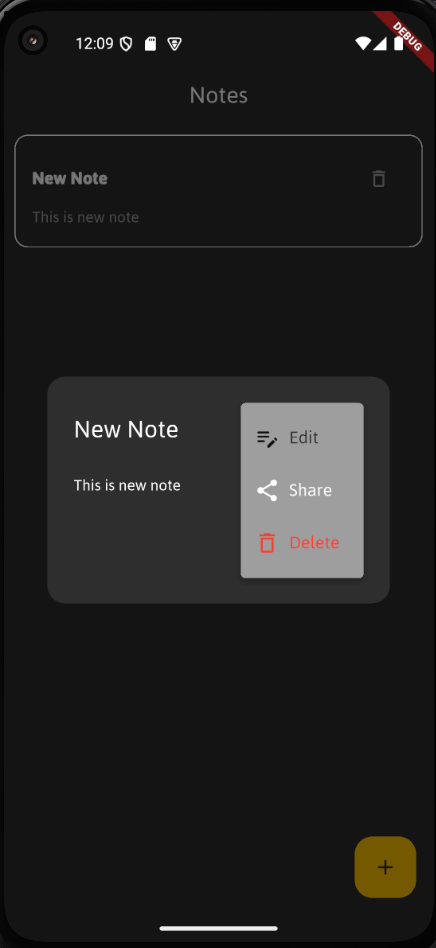 12:09
DEBUG
Notes
New Note
This is new note
New Note
This is new note
Edit
Share
Delete